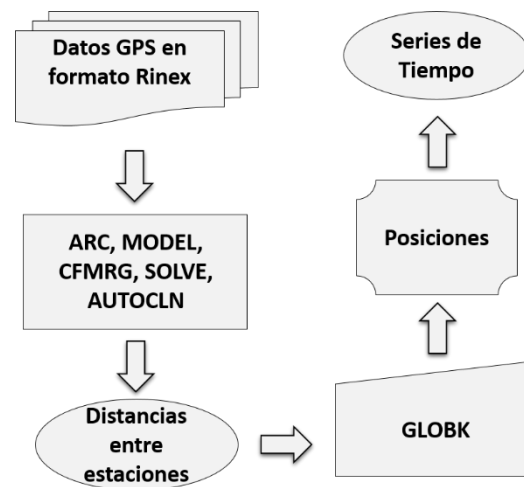 Datos GPS en
formato Rinex
ARC, MODEL,
CFMRG, SOLVE,
AUTOCLN
Distancias
entre
estaciones
GLOBK
Posiciones
Series de
Tiempo